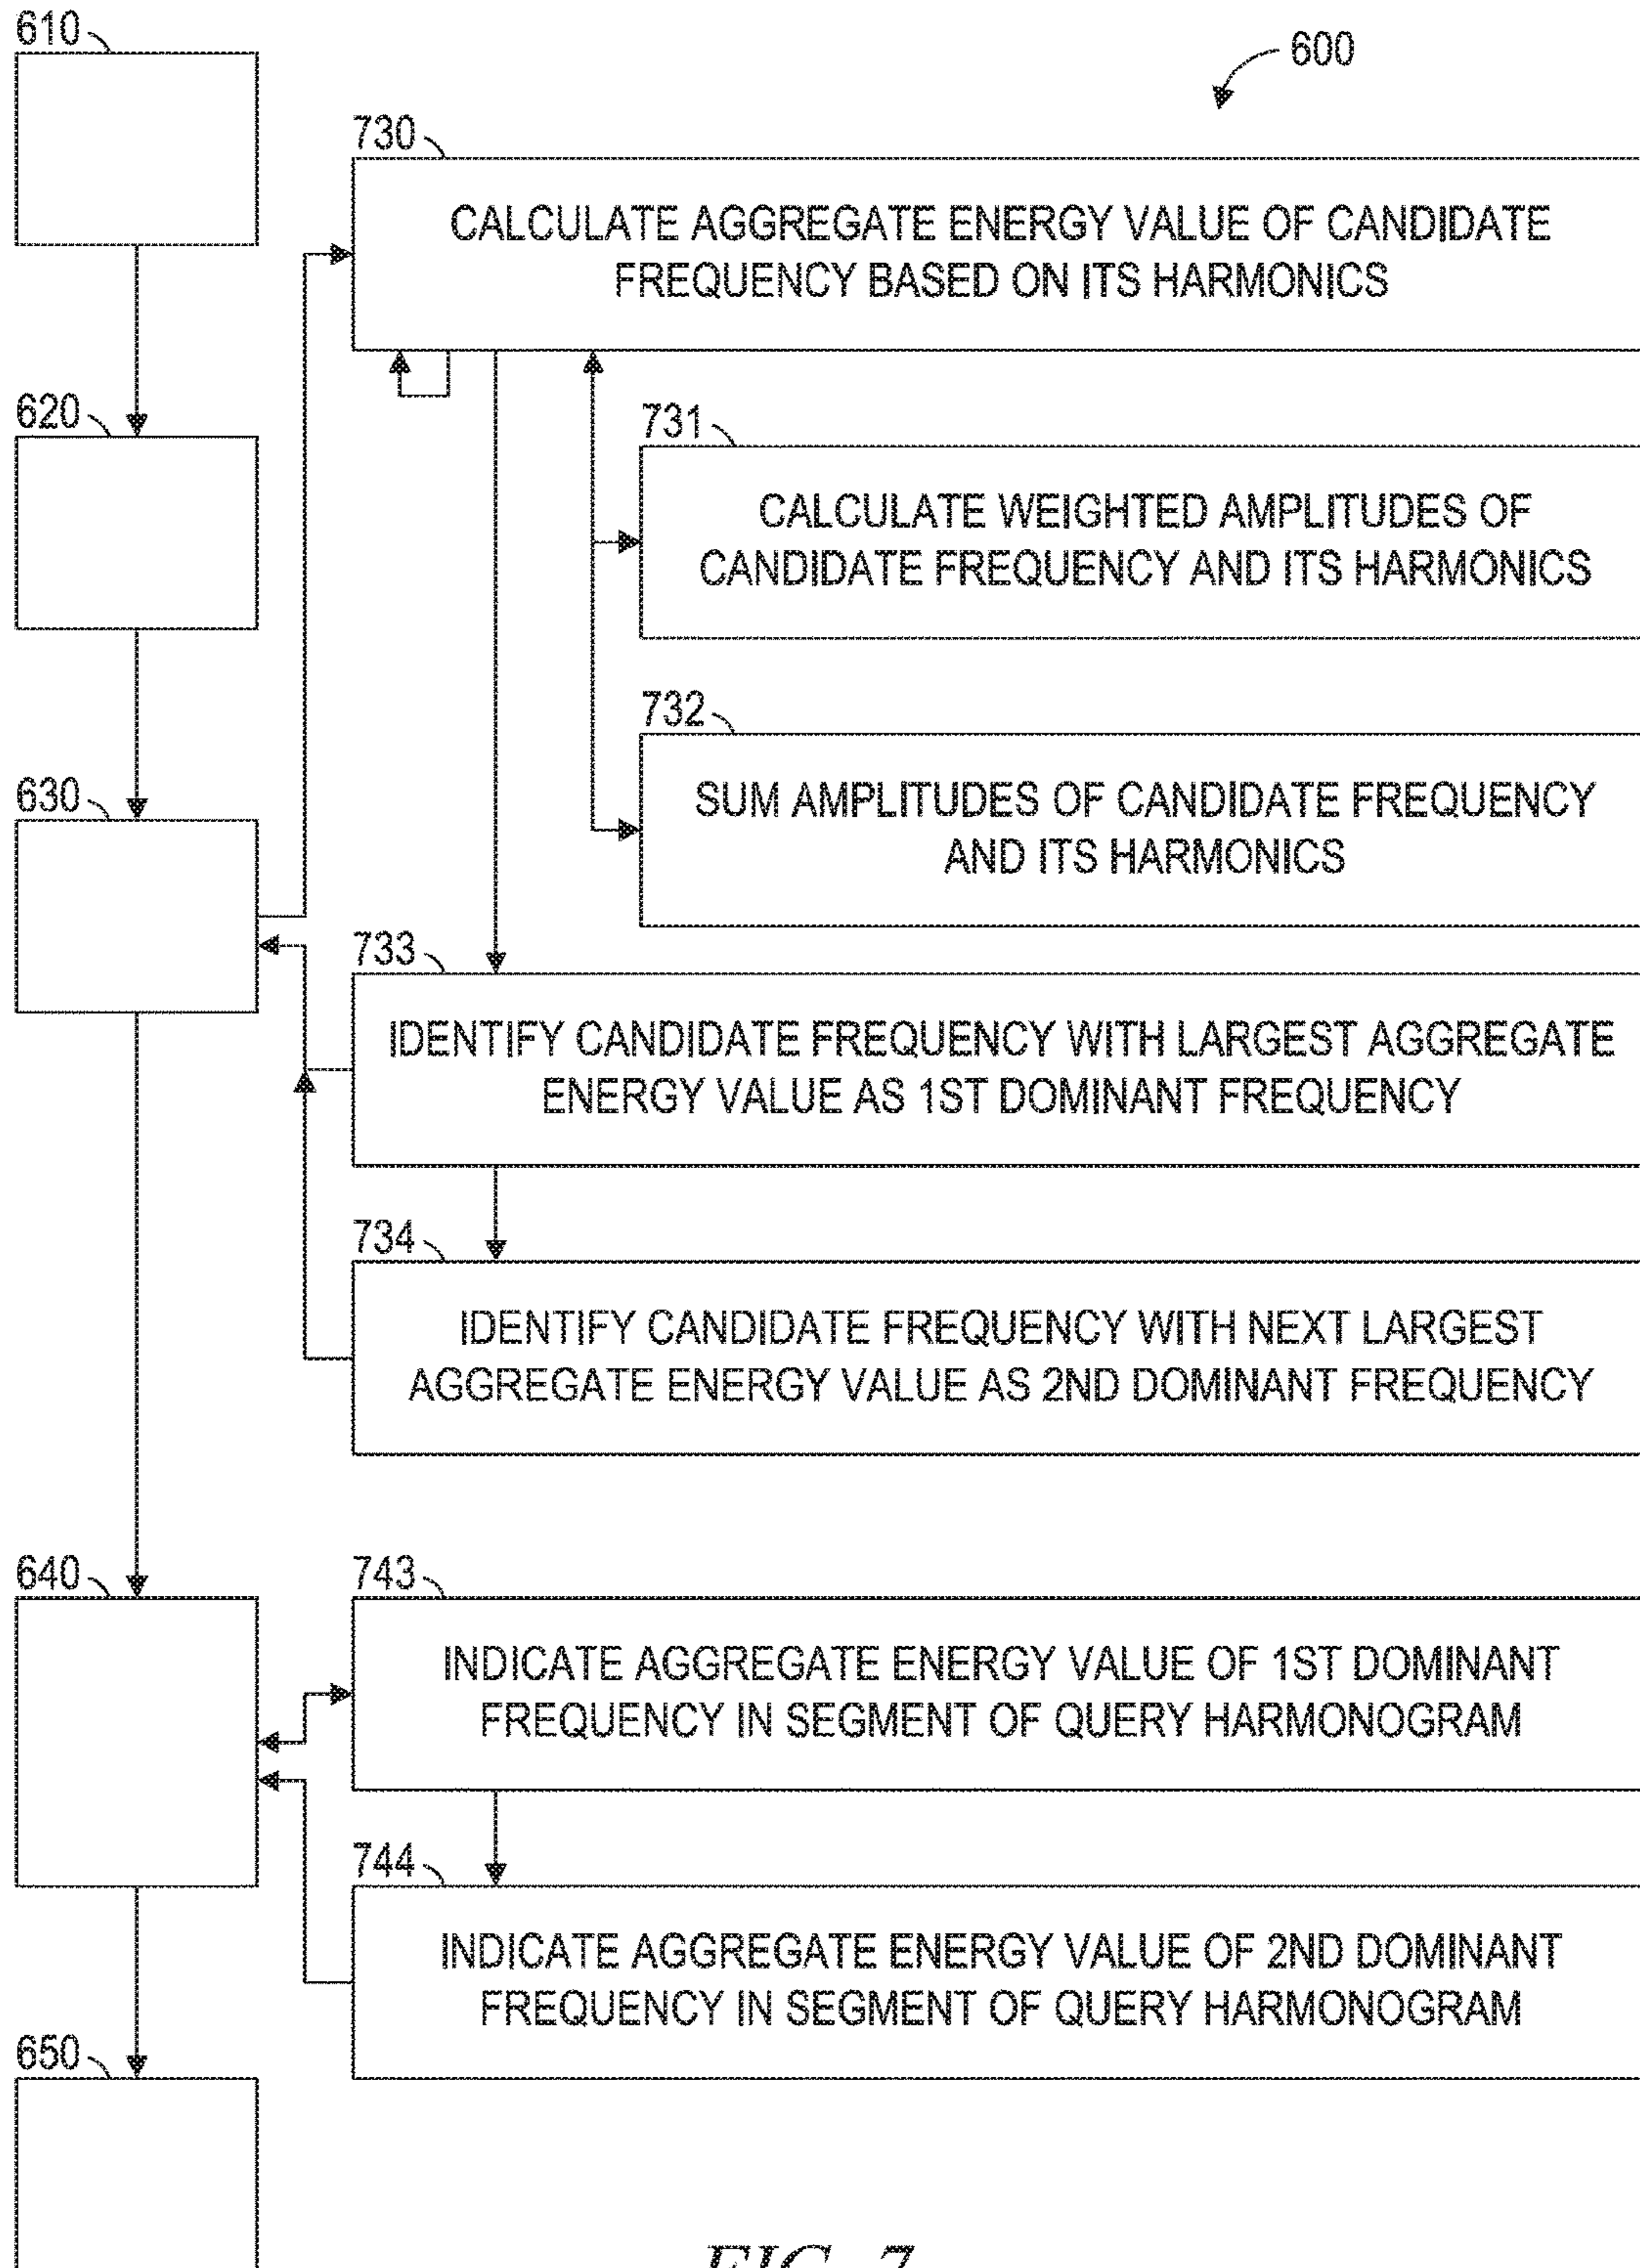 610
600
730
CALCULATE AGGREGATE ENERGY VALUE OF CANDIDATE
FREQUENCY BASED ON ITS HARMONICS
620
731
CALCULATE WEIGHTED AMPLITUDES OF
CANDIDATE FREQUENCY AND ITS HARMONICS
732
SUM AMPLITUDES OF CANDIDATE FREQUENCY
AND ITS HARMONICS
630
733
IDENTIFY CANDIDATE FREQUENCY WITH LARGEST AGGREGATE
ENERGY VALUE AS 1ST DOMINANT FREQUENCY
734
IDENTIFY CANDIDATE FREQUENCY WITH NEXT LARGEST
AGGREGATE ENERGY VALUE AS 2ND DOMINANT FREQUENCY
640
743
INDICATE AGGREGATE ENERGY VALUE OF 1ST DOMINANT
FREQUENCY IN SEGMENT OF QUERY HARMONOGRAM
744
INDICATE AGGREGATE ENERGY VALUE OF 2ND DOMINANT
FREQUENCY IN SEGMENT OF QUERY HARMONOGRAM
650
FIG. 7